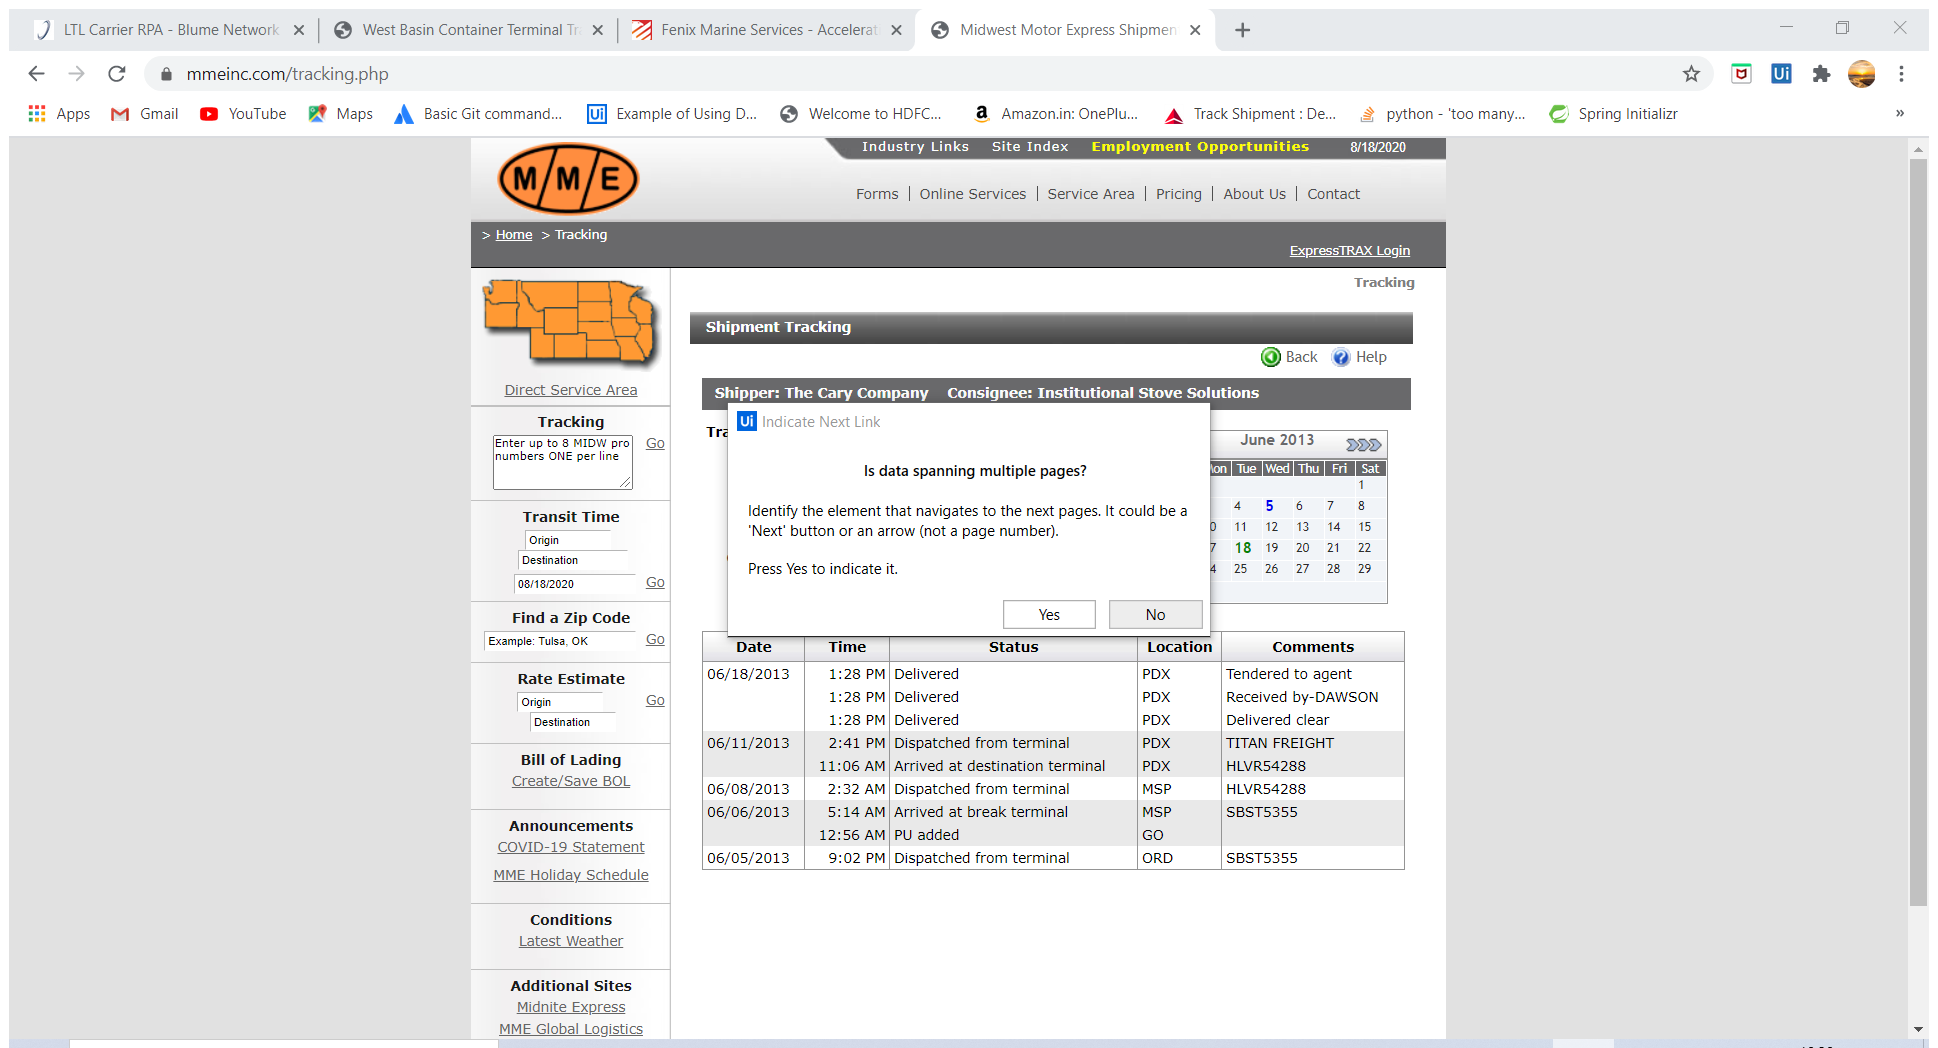 LTL Carrier RPA - Blume Network
West Basin Container Terminal Tr
Fenix Marine Services - Accelerat
Midwest Motor Express Shipmen
mmeinc.com/tracking.php
Ui
Apps Gmail YouTube Maps Basic Git command... Ui Example of Using D... Welcome to HDFC... a Amazon.in: OnePlu... Track Shipment : De... python - 'too many... Spring Initializr »
Industry Links Site Index Employment Opportunities 8/18/2020
M/M/E
Forms | Online Services | Service Area | Pricing | About Us | Contact
> Home > Tracking
ExpressTRAX Login
Direct Service Area
Tracking
Enter up to 8 MIDW pro
numbers ONE per line
Go
Transit Time
Origin
Destination
08/18/2020 Go
Find a Zip Code
Example: Tulsa, OK Go
Rate Estimate
Origin Go
Destination
Bill of Lading
Create/Save BOL
Announcements
COVID-19 Statement
MME Holiday Schedule
Conditions
Latest Weather
Additional Sites
Midnite Express
MME Global Logistics
Tracking
Shipment Tracking
Back ? Help
Shipper: The Cary Company Consignee: Institutional Stove Solutions
Ui Indicate Next Link
Is data spanning multiple pages?
Identify the element that navigates to the next pages. It could be a
'Next' button or an arrow (not a page number).
Press Yes to indicate it.
Yes No
June 2013
Tue Wed Thu Fri Sat
1
4 5 6 7 8
11 12 13 14 15
18 19 20 21 22
25 26 27 28 29
Date Time Status Location Comments
06/18/2013 1:28 PM Delivered PDX Tendered to agent
1:28 PM Delivered PDX Received by-DAWSON
1:28 PM Delivered PDX Delivered clear
06/11/2013 2:41 PM Dispatched from terminal PDX TITAN FREIGHT
11:06 AM Arrived at destination terminal PDX HLVR54288
06/08/2013 2:32 AM Dispatched from terminal MSP HLVR54288
06/06/2013 5:14 AM Arrived at break terminal MSP SBST5355
12:56 AM PU added GO
06/05/2013 9:02 PM Dispatched from terminal ORD SBST5355